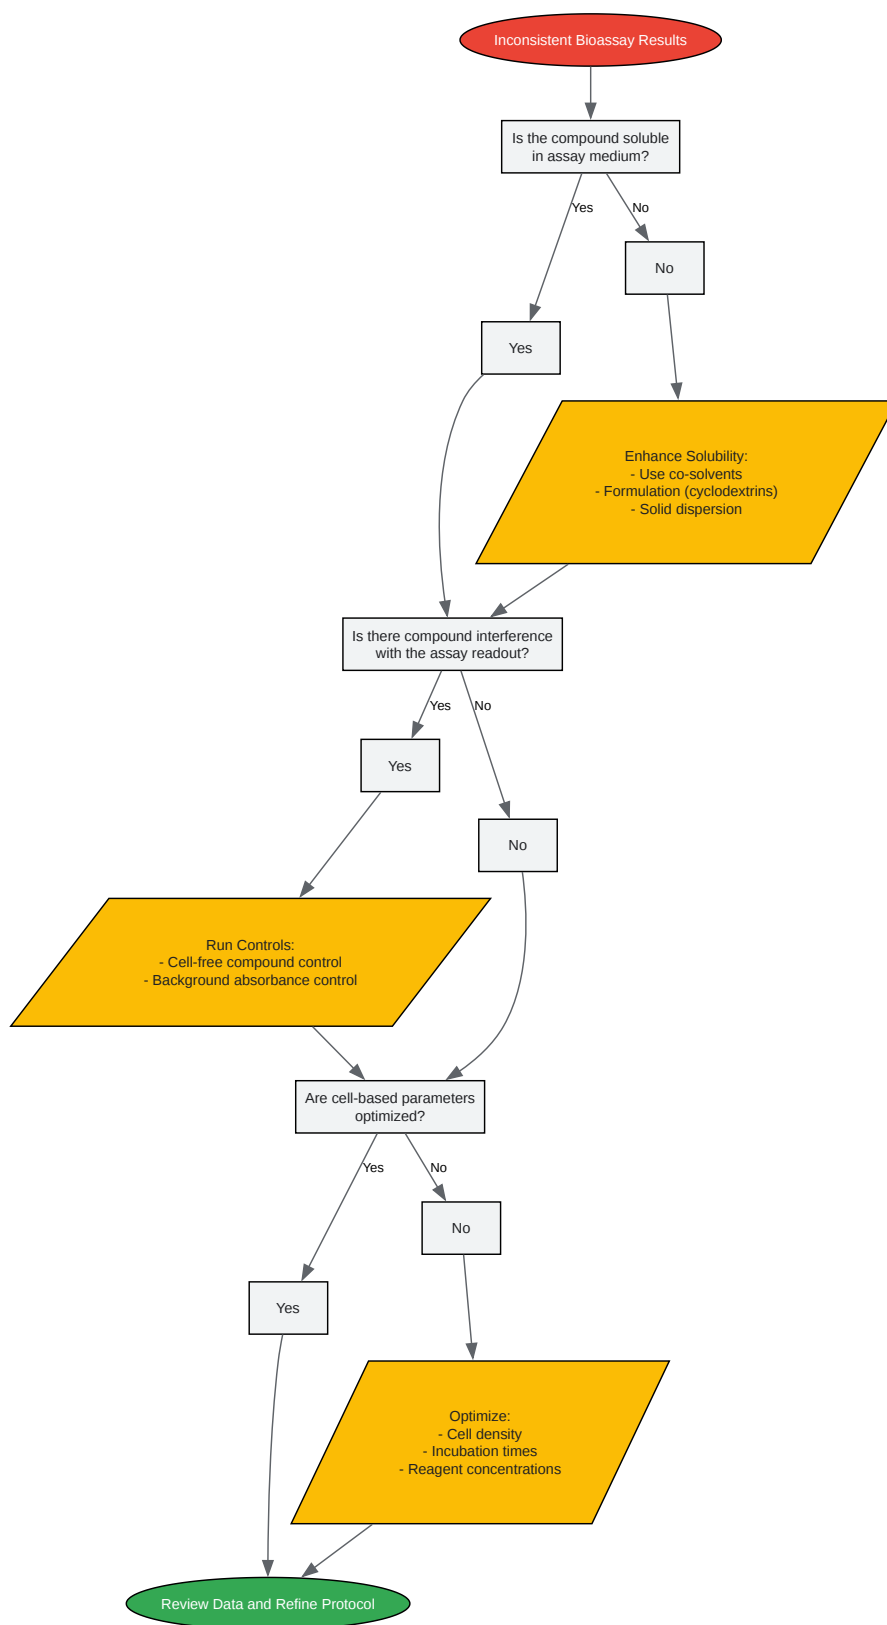 Inconsistent Bioassay Results
Is the compound soluble
in assay medium?
Yes
No
No
Yes
Enhance Solubility:
- Use co-solvents
- Formulation (cyclodextrins)
- Solid dispersion
Is there compound interference
with the assay readout?
Yes
No
Yes
No
Run Controls:
- Cell-free compound control
- Background absorbance control
Are cell-based parameters
optimized?
Yes
No
No
Yes
Optimize:
- Cell density
- Incubation times
- Reagent concentrations
Review Data and Refine Protocol